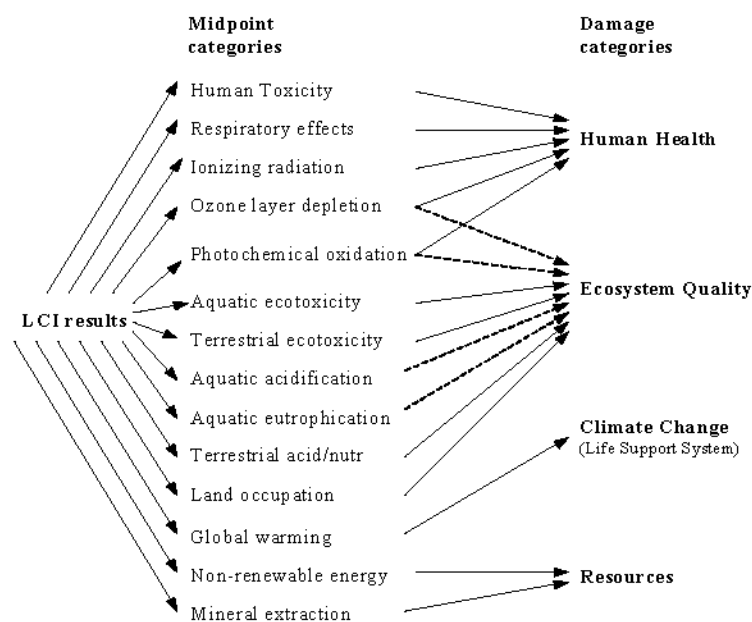 Midpoint
categories
Damage
categories
Human Toxicity
Respiratory effects
Human Health
Ionizing radiation
Ozone layer depletion
Photochemical oxidation
Ecosystem Quality
Aquatic ecotoxicity
LCI results
Terrestrial ecotoxicity
Aquatic acidification
Aquatic eutrophication
Climate Change
(Life Support System)
Terrestrial acid/nutr
Land occupation
Global warming
Non-renewable energy
Resources
Mineral extraction